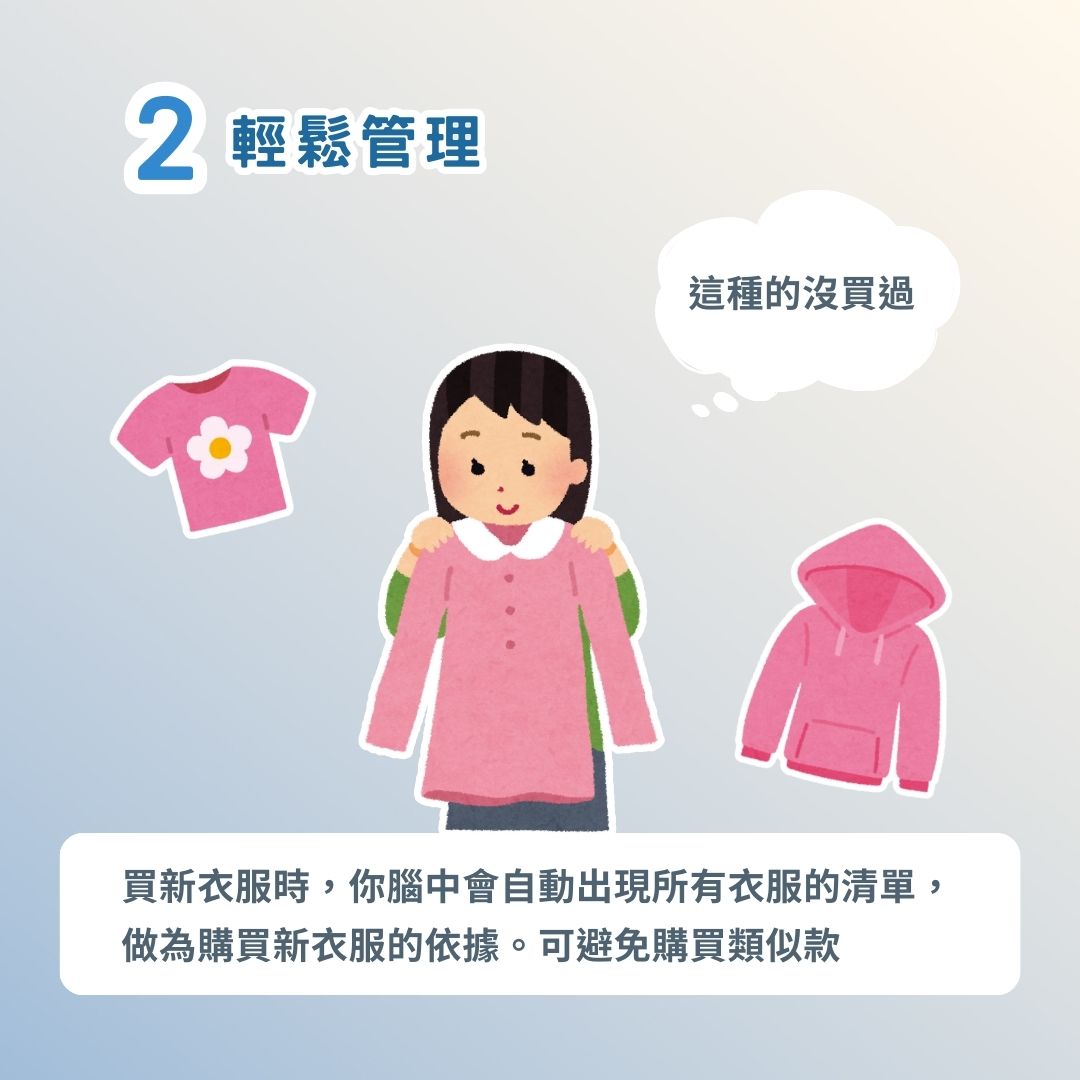 2 輕鬆管理
這種的沒買過
買新衣服時，你腦中會自動出現所有衣服的清單，
做為購買新衣服的依據。可避免購買類似款